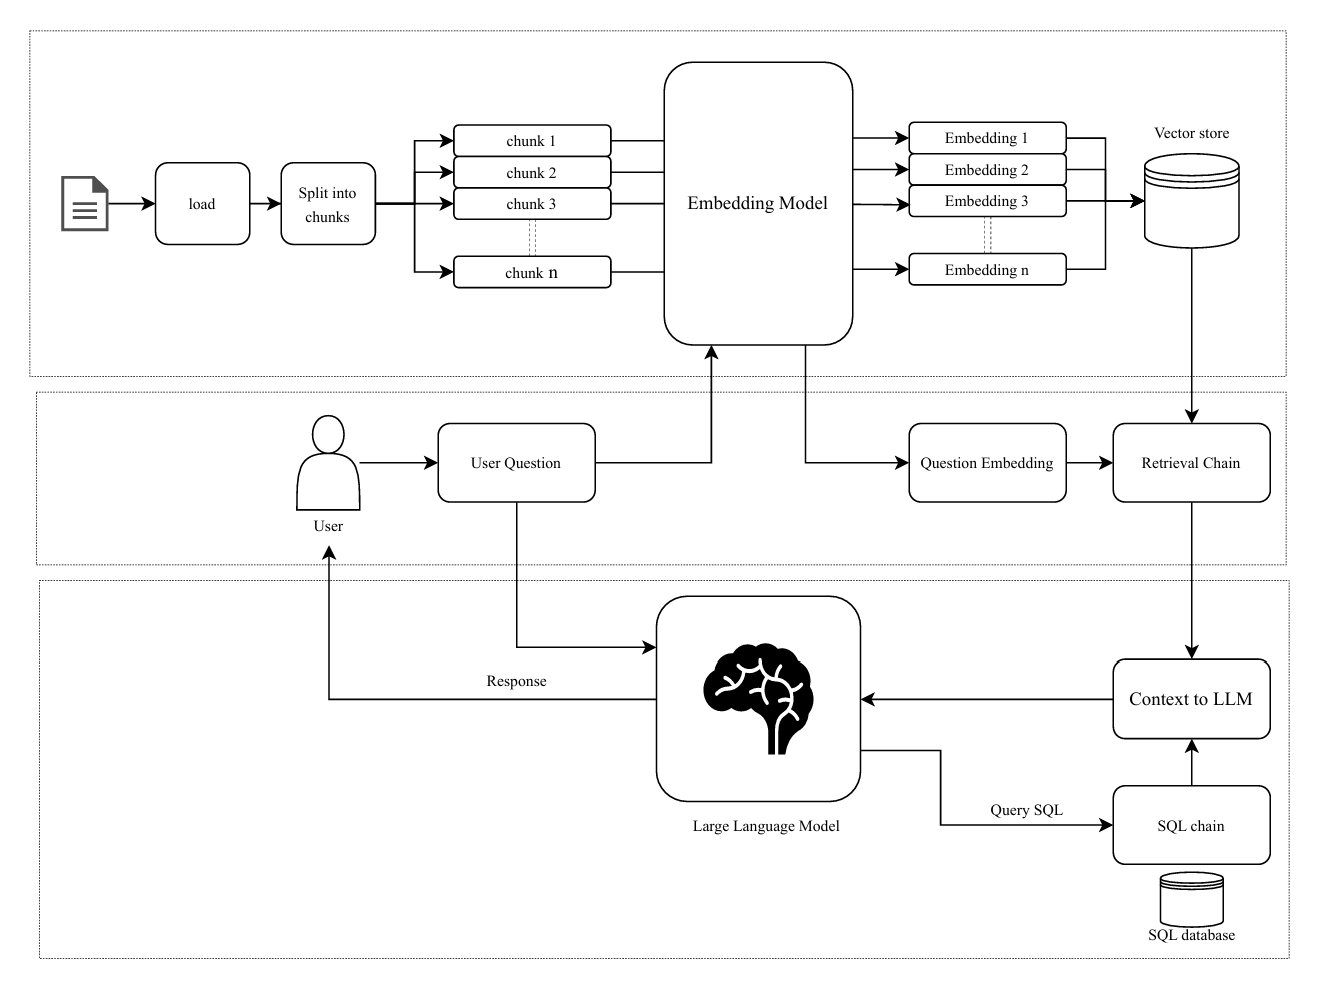 Vector store
chunk 1
Embedding 1
chunk 2
Embedding 2
load
Split into
chunks
chunk 3
Embedding Model
Embedding 3
chunk n
Embedding n
User Question
Question Embedding
Retrieval Chain
User
Response
Context to LLM
Query SQL
Large Language Model
SQL chain
SQL database